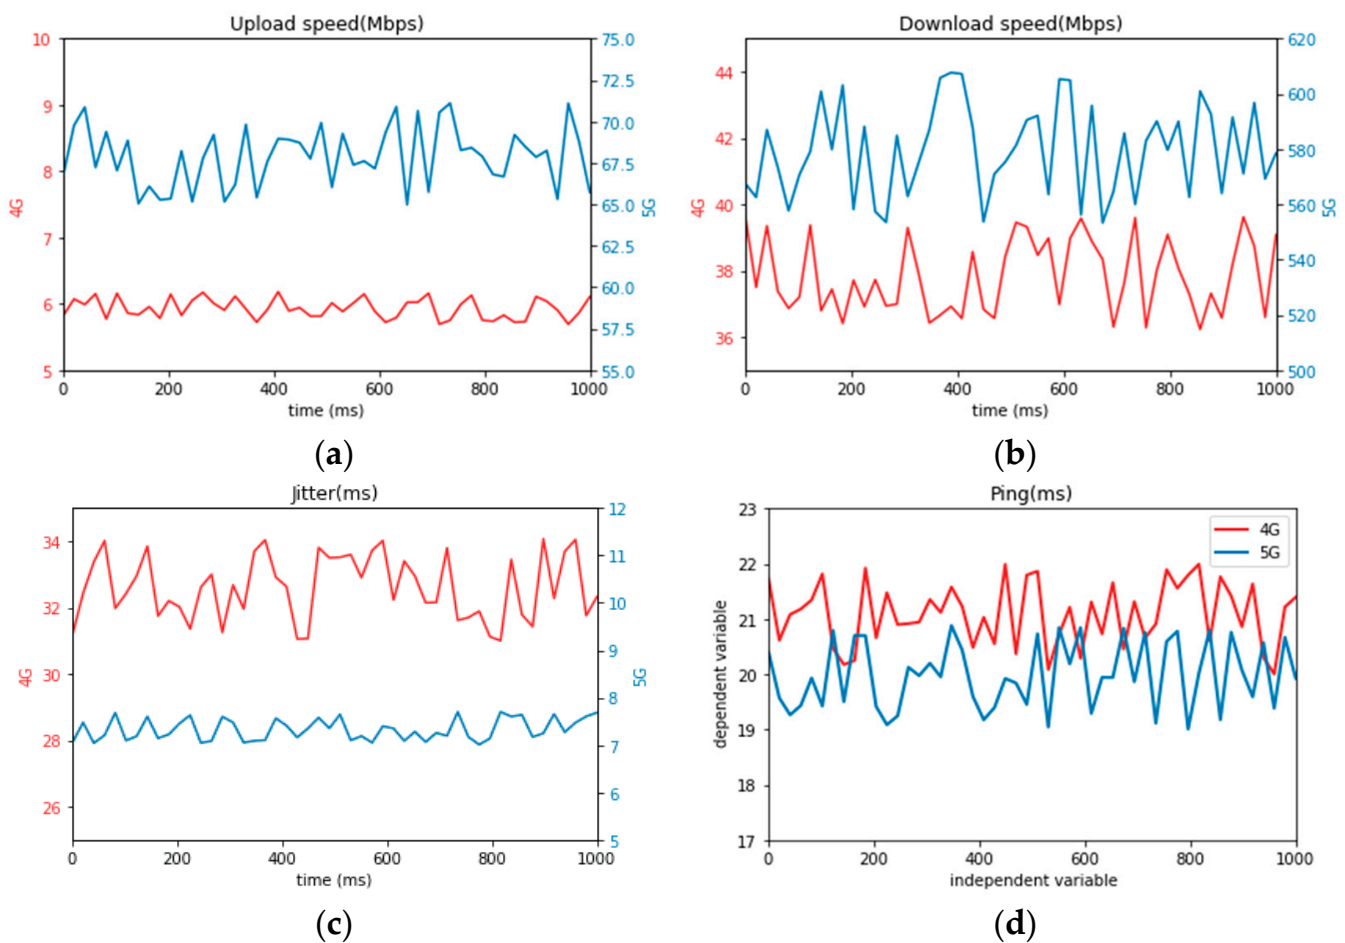 Upload speed(Mbps)
10
9
8
7
6
5
4G
75.0
72.5
70.0
67.5
65.0
62.5
60.0
57.5
55.0
5G
0 200 400 600 800 1000
time (ms)
(a)
Download speed(Mbps)
44
42
40
38
36
4G
620
600
580
560
540
520
500
5G
0 200 400 600 800 1000
time (ms)
(b)
Jitter(ms)
34
32
30
28
26
4G
12
11
10
9
8
7
6
5
5G
0 200 400 600 800 1000
time (ms)
(c)
Ping(ms)
23
22
21
20
19
18
17
dependent variable
4G
5G
0 200 400 600 800 1000
independent variable
(d)